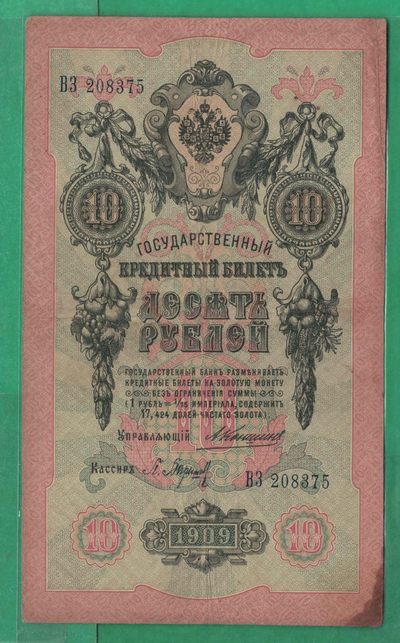 ВЗ 208375
10 10
ГОСУДАРСТВЕННЫЙ
КРЕДИТНЫЙ БИЛЕТЪ
ДЕСЯТЬ
РУБЛЕЙ
ГОСУДАРСТВЕННЫЙ БАНКЪ РАЗМѢНИВАЕТЪ
КРЕДИТНЫЕ БИЛЕТЫ НА ЗОЛОТУЮ МОНЕТУ
БЕЗЪ ОГРАНИЧЕНІЯ СУММЫ
(1 РУБЛЬ = 1/15 ИМПЕРІАЛА, СОДЕРЖИТЪ
17,424 ДОЛЕЙ ЧИСТАГО ЗОЛОТА).
10
Управляющій
Кассиръ
ВЗ 208375
10 1909 10